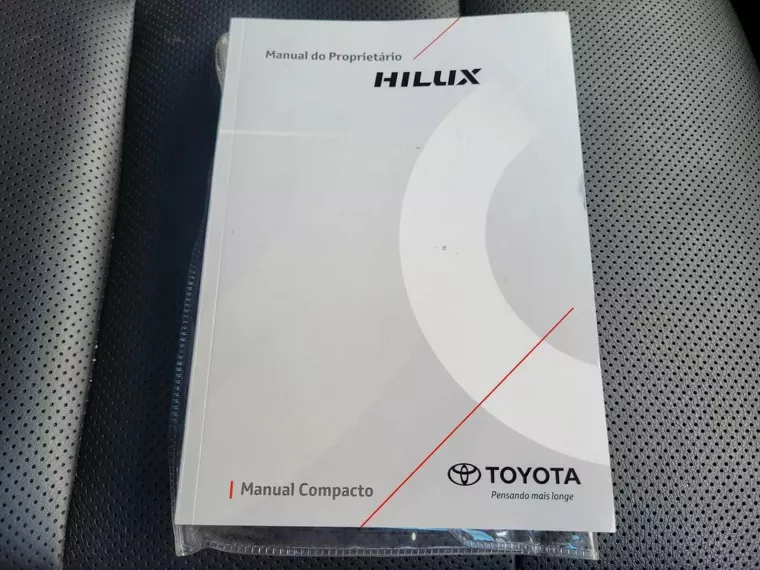 Manual do Proprietário
HILUX
Manual Compacto
TOYOTA
Pensando mais longe